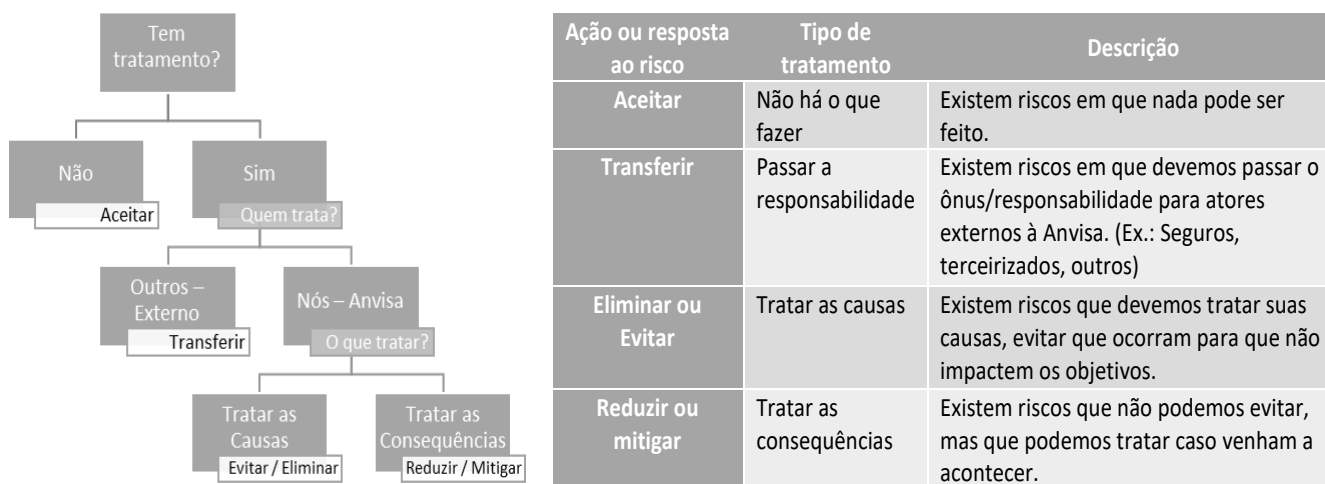 Tem
tratamento?
Não
Aceitar
Sim
Quem trata?
Outros –
Externo
Transferir
Nós – Anvisa
O que tratar?
Tratar as
Causas
Evitar / Eliminar
Tratar as
Consequências
Reduzir / Mitigar
Ação ou resposta
ao risco
Tipo de
tratamento
Descrição
Aceitar
Não há o que
fazer
Existem riscos em que nada pode ser
feito.
Transferir
Passar a
responsabilidade
Existem riscos em que devemos passar o
ônus/responsabilidade para atores
externos à Anvisa. (Ex.: Seguros,
terceirizados, outros)
Eliminar ou
Evitar
Tratar as causas
Existem riscos que devemos tratar suas
causas, evitar que ocorram para que não
impactem os objetivos.
Reduzir ou
mitigar
Tratar as
consequências
Existem riscos que não podemos evitar,
mas que podemos tratar caso venham a
acontecer.